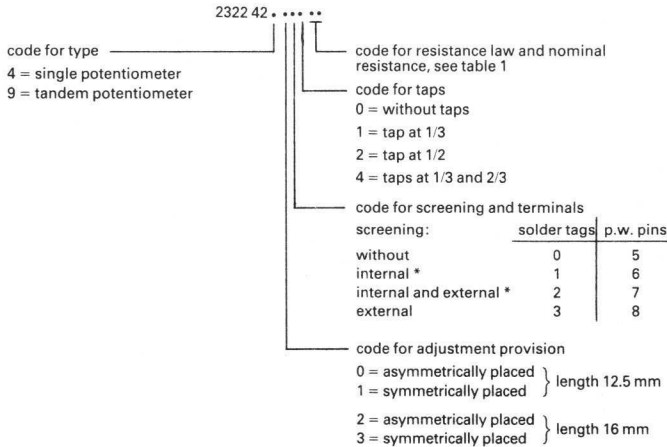 2322 42 . ... ..
code for type
4 = single potentiometer
9 = tandem potentiometer
code for resistance law and nominal
resistance, see table 1
code for taps
0 = without taps
1 = tap at 1/3
2 = tap at 1/2
4 = taps at 1/3 and 2/3
code for screening and terminals
screening: solder tags p.w. pins
without 0 5
internal * 1 6
internal and external * 2 7
external 3 8
code for adjustment provision
0 = asymmetrically placed
1 = symmetrically placed
} length 12.5 mm
2 = asymmetrically placed
3 = symmetrically placed
} length 16 mm